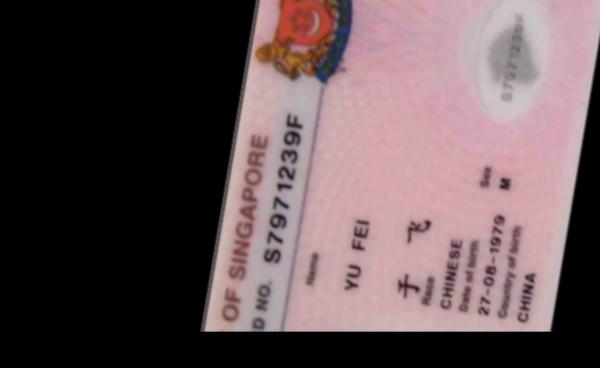 OF SINGAPORE
D NO. S7971239F
S7971239F
Name
YU FEI
于 飞
Race
CHINESE
Date of birth
Sex
27-08-1979
M
Country of birth
CHINA